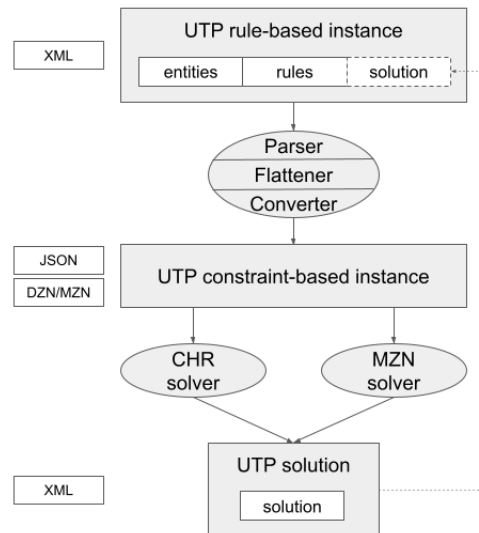 UTP rule-based instance
XML
entities rules solution
Parser
Flattener
Converter
JSON
UTP constraint-based instance
DZN/MZN
CHR
solver
MZN
solver
UTP solution
XML
solution